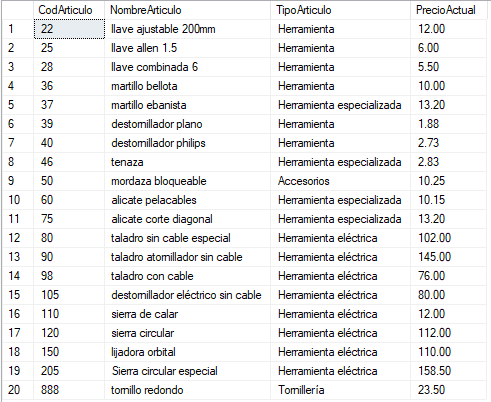 CodArticulo NombreArticulo TipoArticulo PrecioActual
1 22 llave ajustable 200mm Herramienta 12.00
2 25 llave allen 1.5 Herramienta 6.00
3 28 llave combinada 6 Herramienta 5.50
4 36 martillo bellota Herramienta 10.00
5 37 martillo ebanista Herramienta especializada 13.20
6 39 destornillador plano Herramienta 1.88
7 40 destornillador philips Herramienta 2.73
8 46 tenaza Herramienta especializada 2.83
9 50 mordaza bloqueable Accesorios 10.25
10 60 alicate pelacables Herramienta especializada 10.15
11 75 alicate corte diagonal Herramienta especializada 13.20
12 80 taladro sin cable especial Herramienta eléctrica 102.00
13 90 taladro atornillador sin cable Herramienta eléctrica 145.00
14 98 taladro con cable Herramienta eléctrica 76.00
15 105 destornillador eléctrico sin cable Herramienta eléctrica 80.00
16 110 sierra de calar Herramienta eléctrica 12.00
17 120 sierra circular Herramienta eléctrica 112.00
18 150 lijadora orbital Herramienta eléctrica 110.00
19 205 Sierra circular especial Herramienta eléctrica 158.50
20 888 tornillo redondo Tornillería 23.50